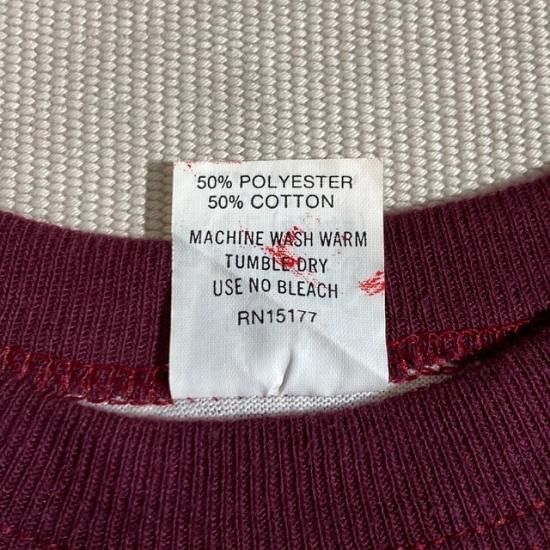 50% POLYESTER
50% COTTON
MACHINE WASH WARM
TUMBLE DRY
USE NO BLEACH
RN15177